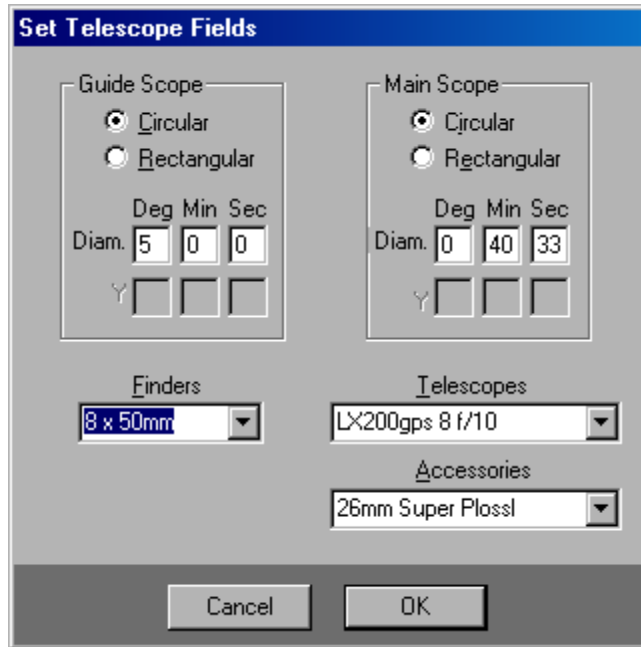 Set Telescope Fields
Guide Scope
Circular
Rectangular
Deg Min Sec
Diam. 5 0 0
Y
Main Scope
Circular
Rectangular
Deg Min Sec
Diam. 0 40 33
Y
Finders
8 x 50mm
Telescopes
LX200gps 8 f/10
Accessories
26mm Super Plossl
Cancel
OK